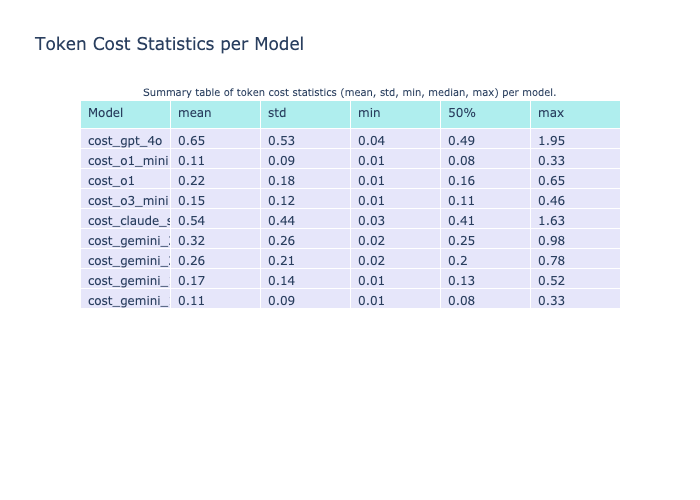 Token Cost Statistics per Model
Summary table of token cost statistics (mean, std, min, median, max) per model.
Model mean std min 50% max
cost_gpt_4o 0.65 0.53 0.04 0.49 1.95
cost_o1_mini 0.11 0.09 0.01 0.08 0.33
cost_o1 0.22 0.18 0.01 0.16 0.65
cost_o3_mini 0.15 0.12 0.01 0.11 0.46
cost_claude_s 0.54 0.44 0.03 0.41 1.63
cost_gemini_ 0.32 0.26 0.02 0.25 0.98
cost_gemini_ 0.26 0.21 0.02 0.2 0.78
cost_gemini_ 0.17 0.14 0.01 0.13 0.52
cost_gemini_ 0.11 0.09 0.01 0.08 0.33